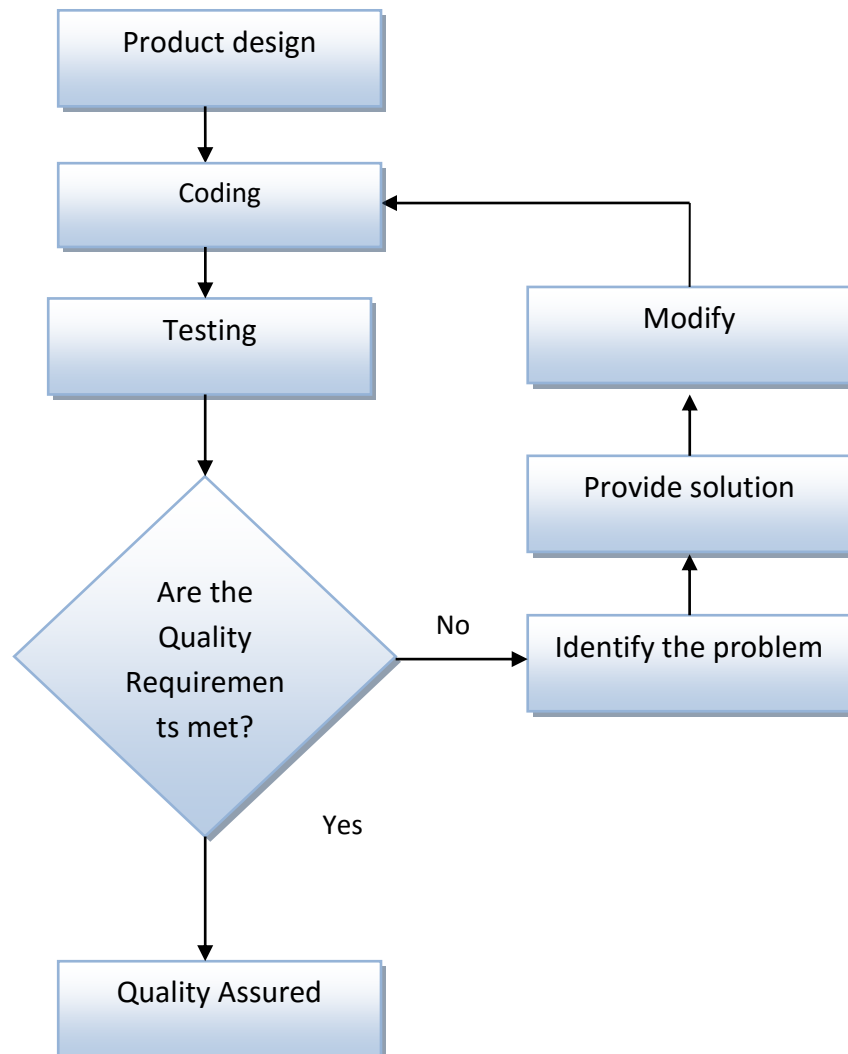 Product design
Coding
Testing
Modify
Provide solution
Identify the problem
No
Are the
Quality
Requiremen
ts met?
Yes
Quality Assured